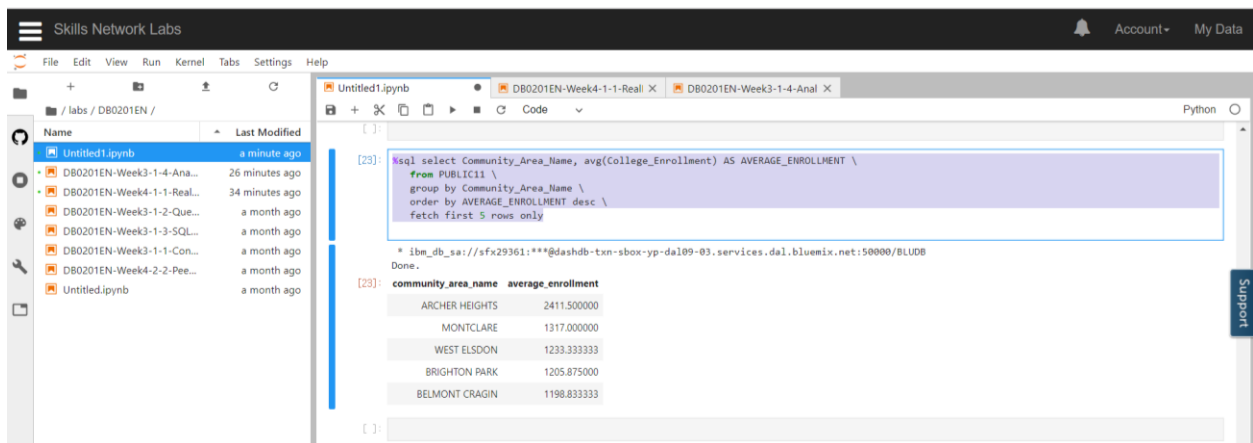 Skills Network Labs
Account
My Data
File Edit View Run Kernel Tabs Settings Help
/ labs / DB0201EN /
Name Last Modified
Untitled1.ipynb a minute ago
DB0201EN-Week3-1-4-Ana... 26 minutes ago
DB0201EN-Week4-1-1-Real... 34 minutes ago
DB0201EN-Week3-1-2-Que... a month ago
DB0201EN-Week3-1-3-SQL... a month ago
DB0201EN-Week3-1-1-Con... a month ago
DB0201EN-Week4-2-2-Pee... a month ago
Untitled.ipynb a month ago
Untitled1.ipynb
DB0201EN-Week4-1-1-Reall
DB0201EN-Week3-1-4-Anal
Code
Python
[ ]:
[23]: %sql select Community_Area_Name, avg(College_Enrollment) AS AVERAGE_ENROLLMENT \
from PUBLIC11 \
group by Community_Area_Name \
order by AVERAGE_ENROLLMENT desc \
fetch first 5 rows only
* ibm_db_sa://sfx29361:***@dashdb-txn-sbox-yp-dal09-03.services.dal.bluemix.net:50000/BLUDB
Done.
[23]: community_area_name average_enrollment
ARCHER HEIGHTS 2411.500000
MONTCLARE 1317.000000
WEST ELSDON 1233.333333
BRIGHTON PARK 1205.875000
BELMONT CRAGIN 1198.833333
[ ]:
Support